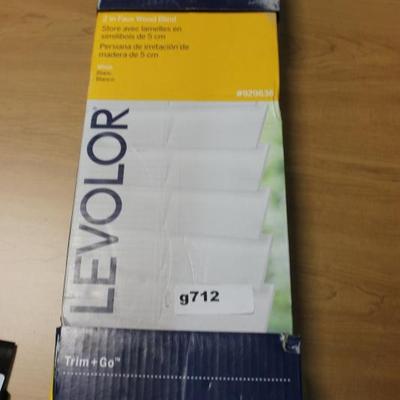 2 in Faux Wood Blind
Store avec lamelles en
similibois de 5 cm
Persiana de imitación de
madera de 5 cm
White
Blanc
Blanco
#929636
LEVOLOR
g712
Trim+Go™